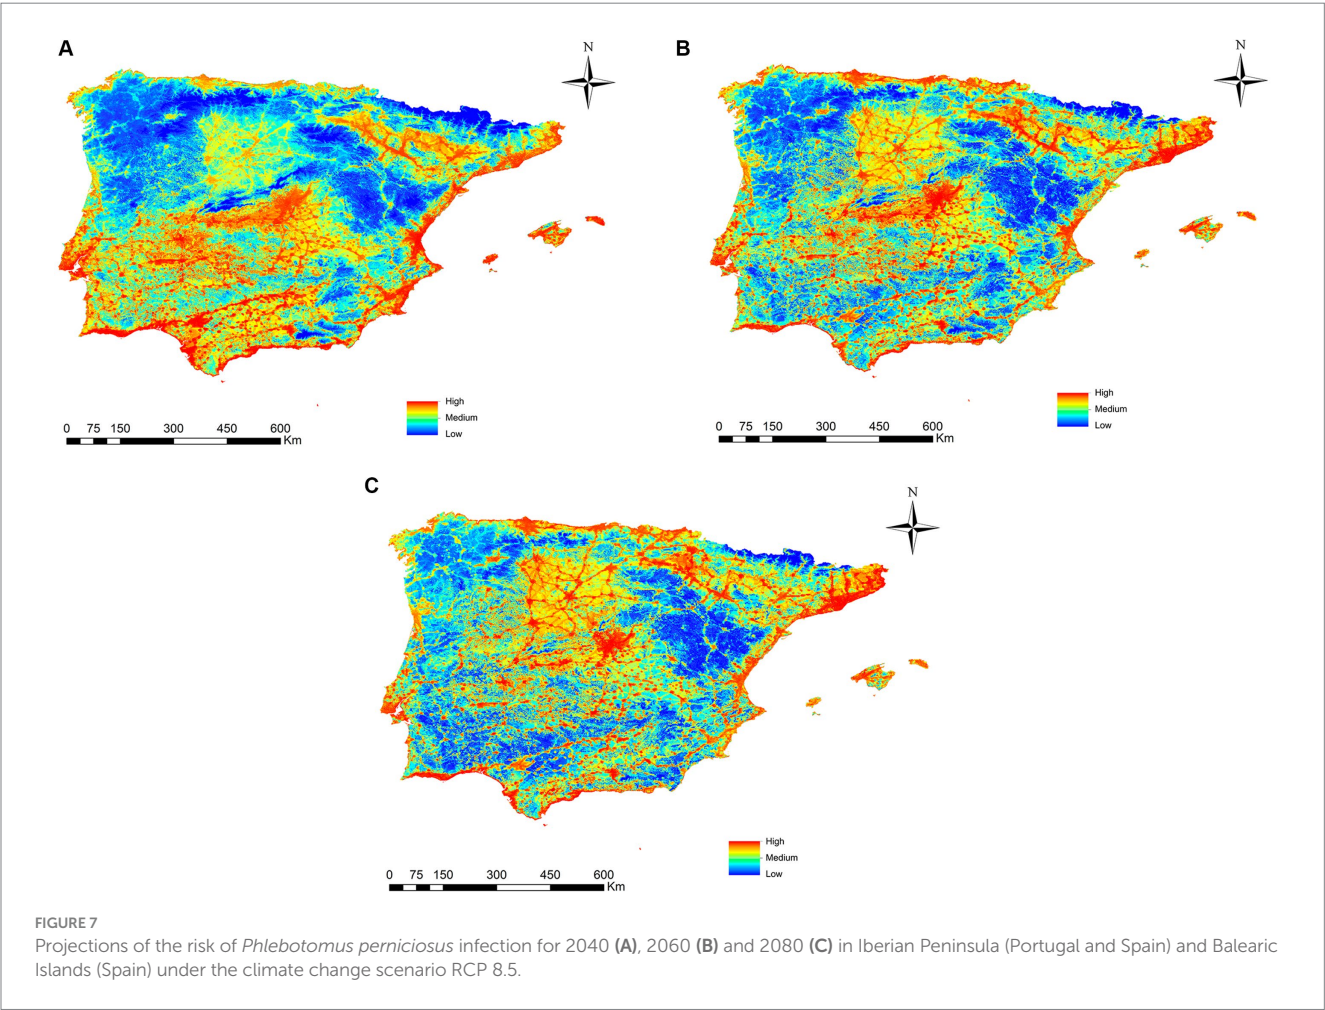 A
N
High
Medium
Low
0 75 150 300 450 600
Km
B
N
High
Medium
Low
0 75 150 300 450 600
Km
C
N
High
Medium
Low
0 75 150 300 450 600
Km
FIGURE 7
Projections of the risk of Phlebotomus perniciosus infection for 2040 (A), 2060 (B) and 2080 (C) in Iberian Peninsula (Portugal and Spain) and Balearic
Islands (Spain) under the climate change scenario RCP 8.5.